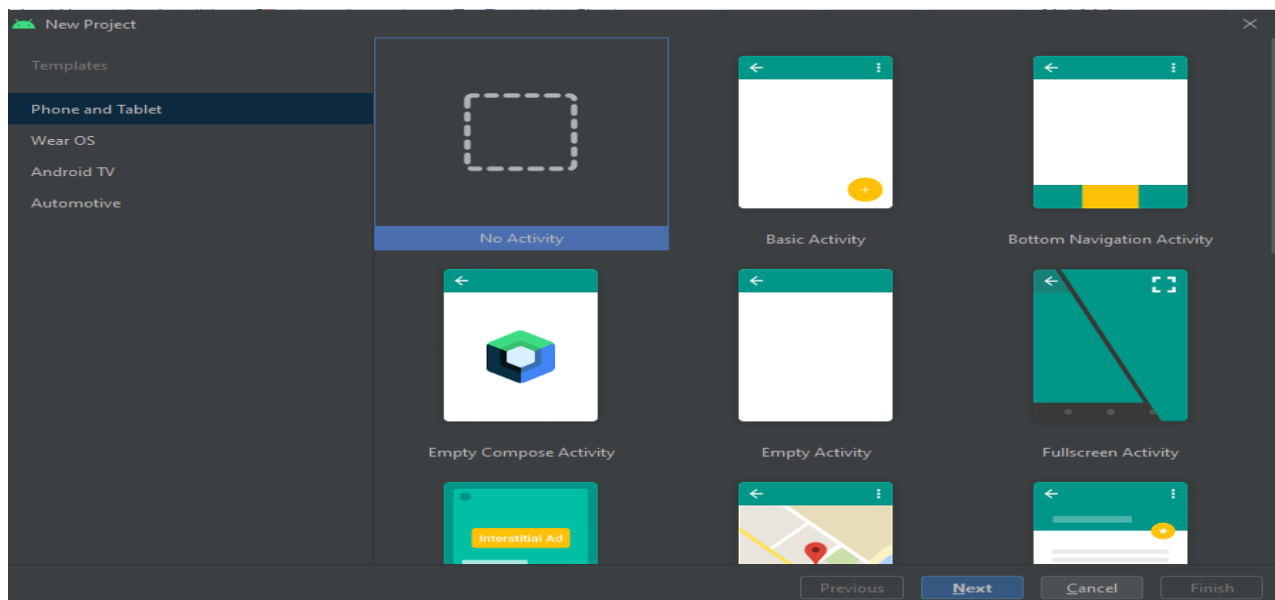 New Project
Templates
Phone and Tablet
Wear OS
Android TV
Automotive
No Activity
Basic Activity
Bottom Navigation Activity
Empty Compose Activity
Empty Activity
Fullscreen Activity
Interstitial Ad
Previous
Next
Cancel
Finish